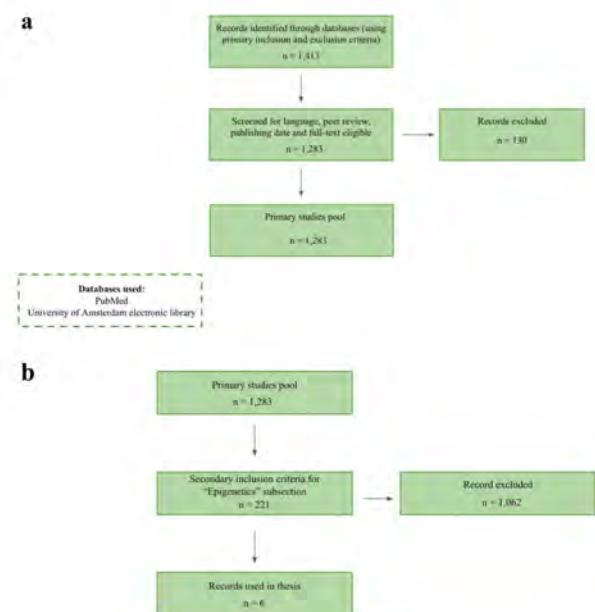 a
Records identified through databases (using
primary inclusion and exclusion criteria)
n = 1,413
Screened for language, peer review,
publishing date and full-text eligible
n = 1,283
Records excluded
n = 130
Primary studies pool
n = 1,283
Databases used:
PubMed
University of Amsterdam electronic library
b
Primary studies pool
n = 1,283
Secondary inclusion criteria for
"Epigenetics" subsection
n = 221
Record excluded
n = 1,062
Records used in thesis
n = 6